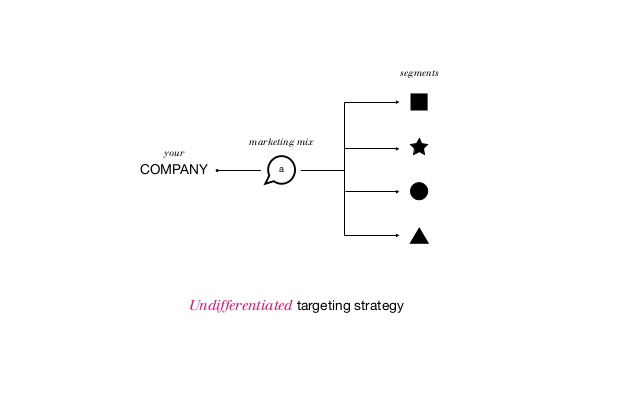 segments
marketing mix
your
COMPANY
a
Undifferentiated targeting strategy